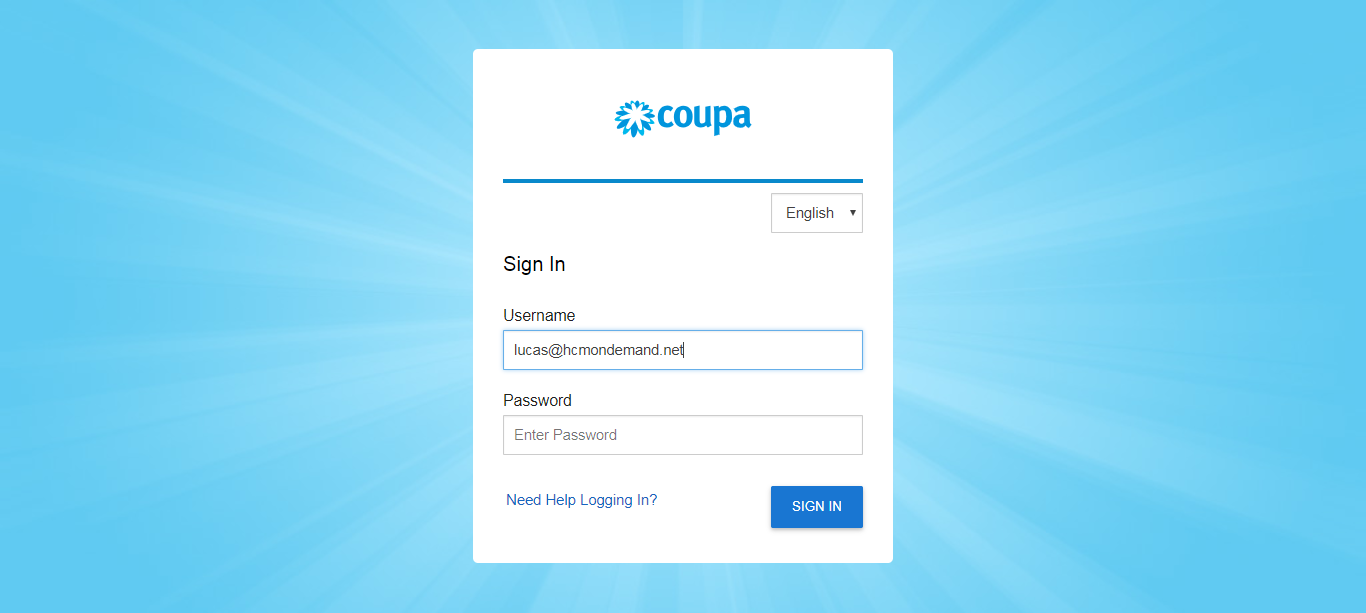 coupa
English
Sign In
Username
lucas@hcmondemand.net
Password
Enter Password
Need Help Logging In?
SIGN IN